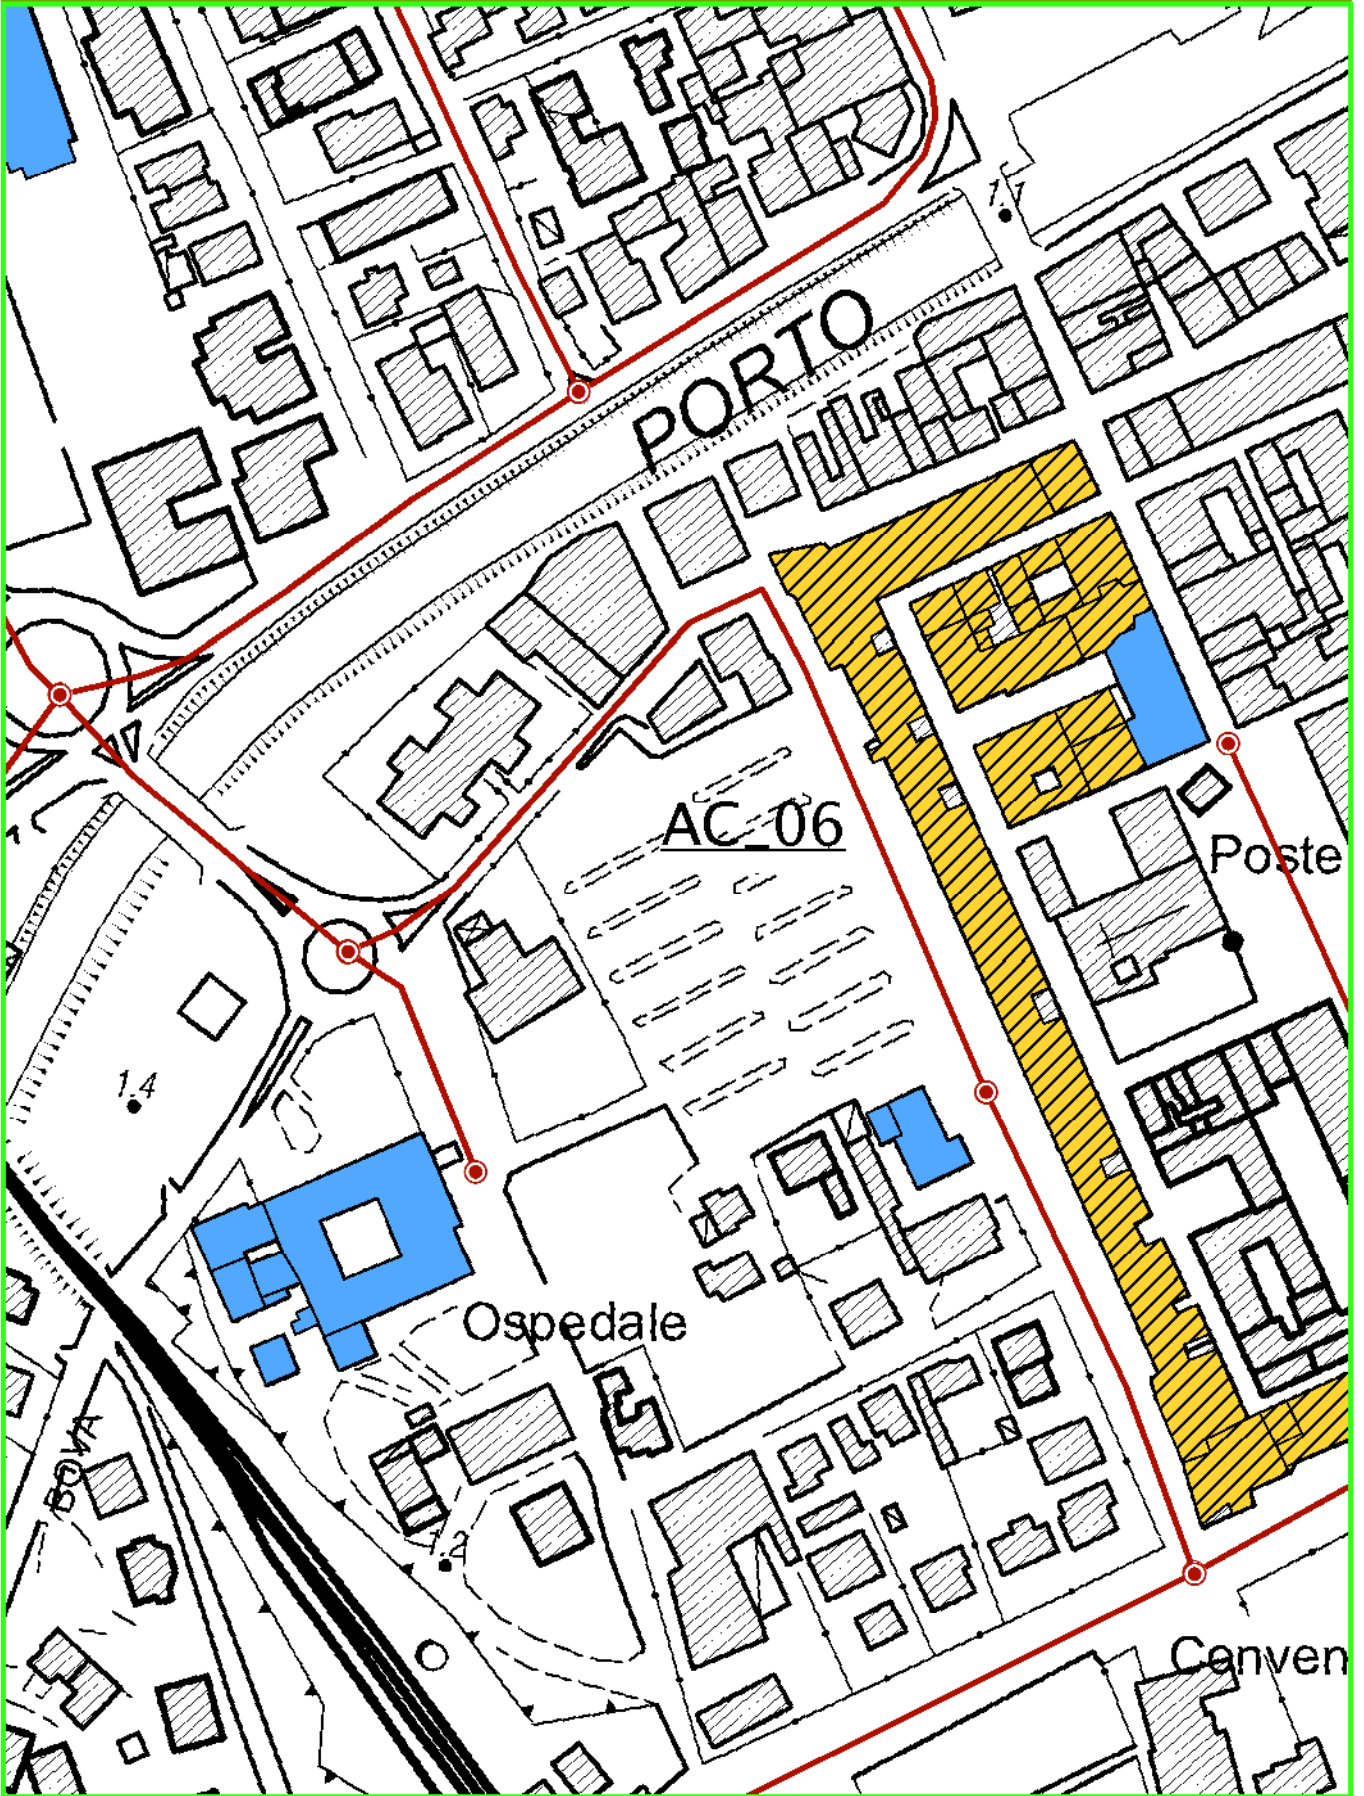 1.1
PORTO
AC_06
Poste
1.4
Ospedale
BOVA
1.2
Conven